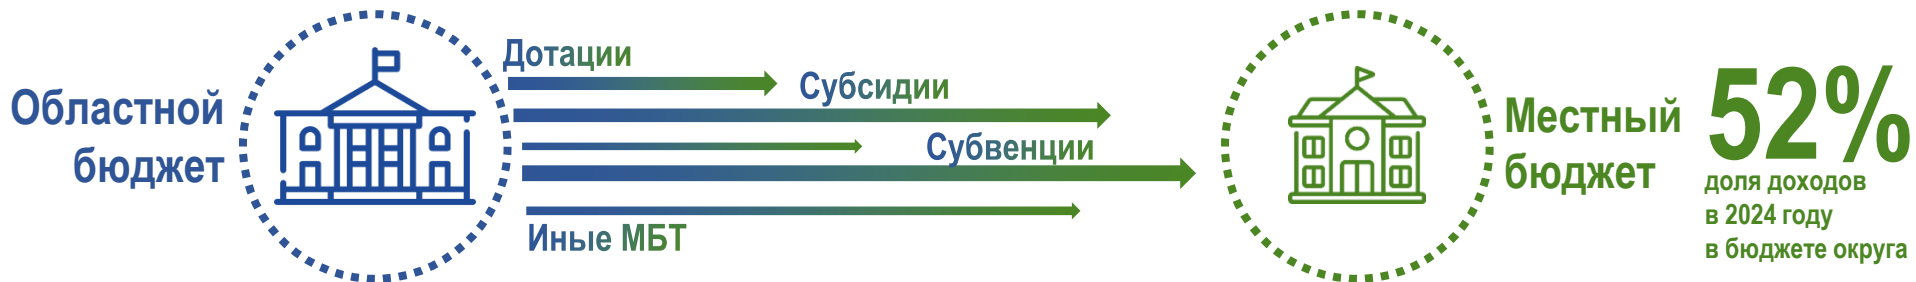 Областной
бюджет
Дотации
Субсидии
Субвенции
Иные МБТ
Местный
бюджет
52%
доля доходов
в 2024 году
в бюджете округа